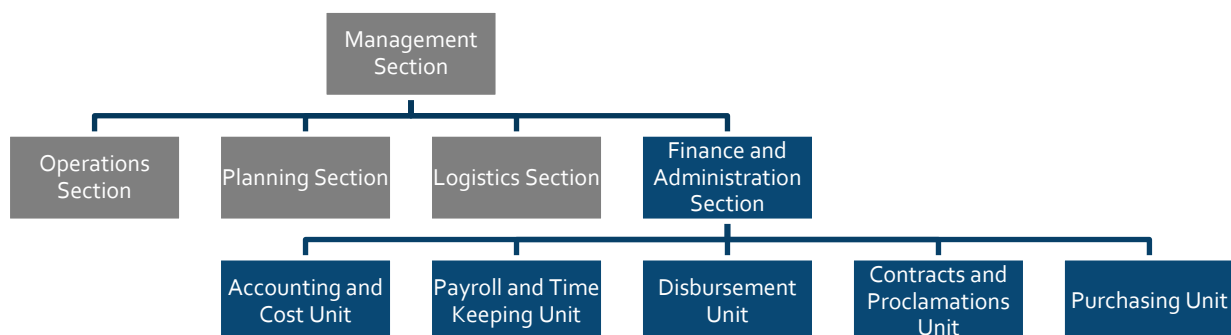 Management
Section
Operations
Section
Planning Section
Logistics Section
Finance and
Administration
Section
Accounting and
Cost Unit
Payroll and Time
Keeping Unit
Disbursement
Unit
Contracts and
Proclamations
Unit
Purchasing Unit